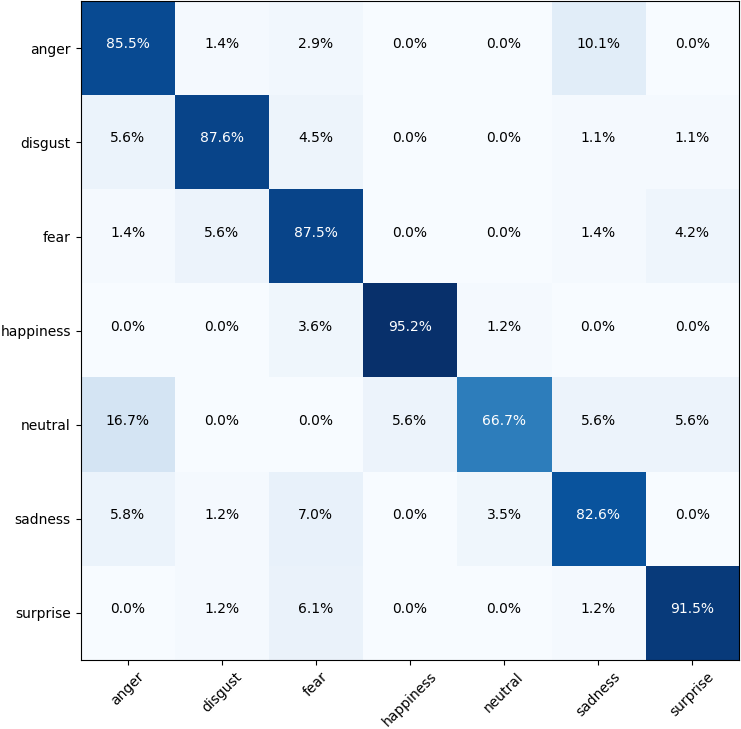 anger 85.5% 1.4% 2.9% 0.0% 0.0% 10.1% 0.0%
disgust 5.6% 87.6% 4.5% 0.0% 0.0% 1.1% 1.1%
fear 1.4% 5.6% 87.5% 0.0% 0.0% 1.4% 4.2%
happiness 0.0% 0.0% 3.6% 95.2% 1.2% 0.0% 0.0%
neutral 16.7% 0.0% 0.0% 5.6% 66.7% 5.6% 5.6%
sadness 5.8% 1.2% 7.0% 0.0% 3.5% 82.6% 0.0%
surprise 0.0% 1.2% 6.1% 0.0% 0.0% 1.2% 91.5%
anger disgust fear happiness neutral sadness surprise